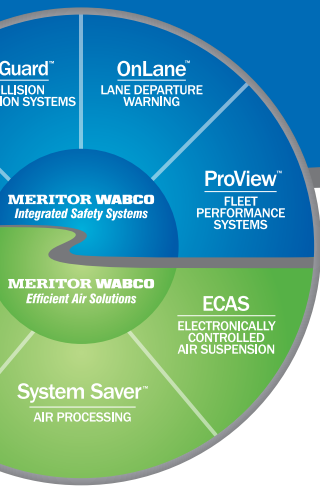 Guard™
LLISION
ON SYSTEMS
OnLane™
LANE DEPARTURE
WARNING
ProView™
FLEET
PERFORMANCE
SYSTEMS
MERITOR WABCO
Integrated Safety Systems
MERITOR WABCO
Efficient Air Solutions
ECAS
ELECTRONICALLY
CONTROLLED
AIR SUSPENSION
System Saver™
AIR PROCESSING